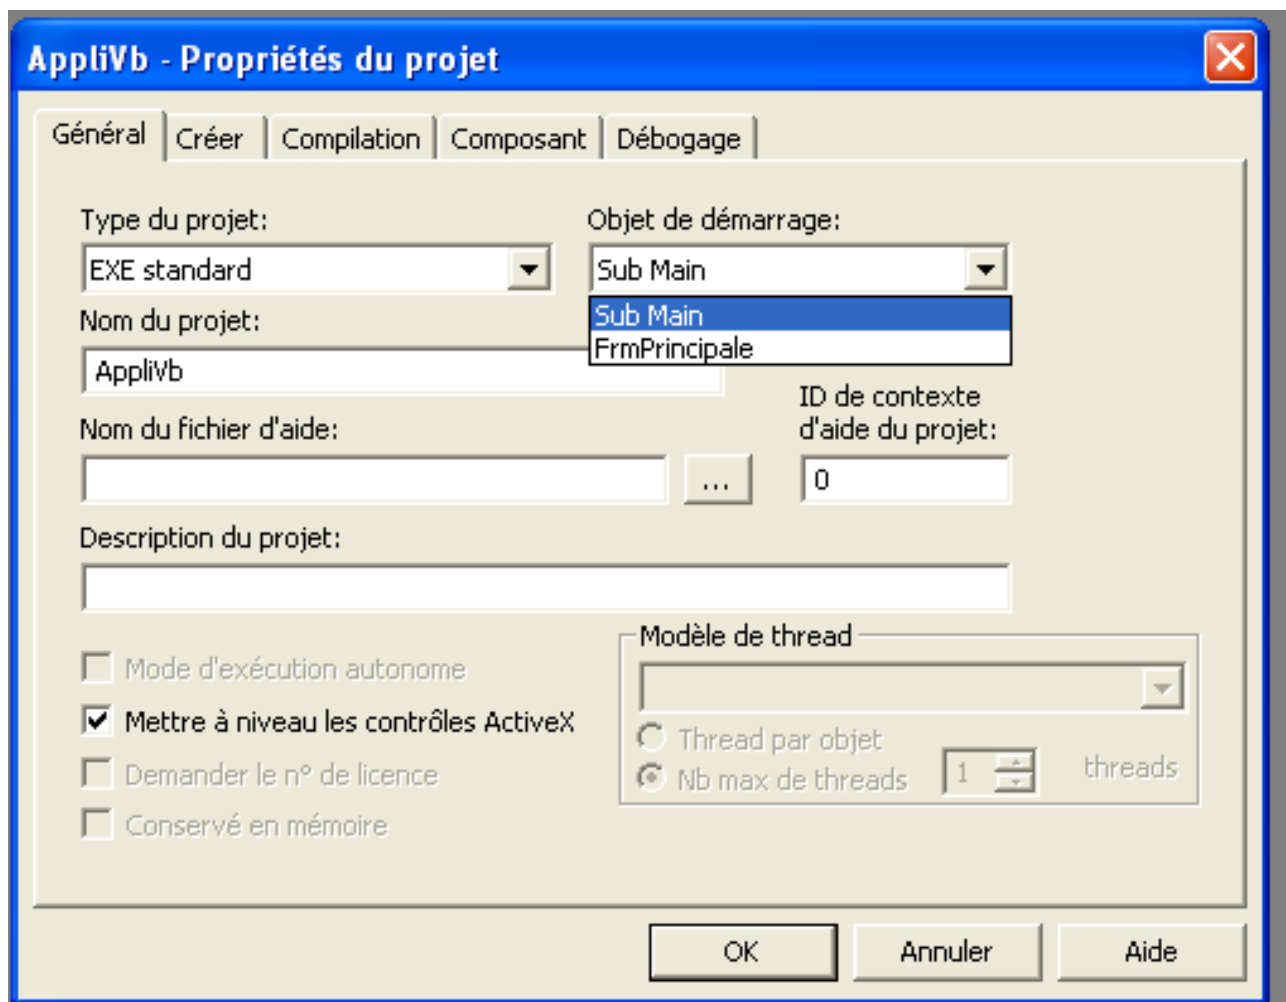 AppliVb - Propriétés du projet
Général Créer Compilation Composant Débogage
Type du projet: Objet de démarrage:
EXE standard Sub Main
Sub Main
Nom du projet:
FrmPrincipale
AppliVb
ID de contexte
Nom du fichier d'aide: d'aide du projet:
... 0
Description du projet:
Modèle de thread
Mode d'exécution autonome
Mettre à niveau les contrôles ActiveX
Thread par objet
Demander le nº de licence Nb max de threads 1 threads
Conservé en mémoire
OK Annuler Aide